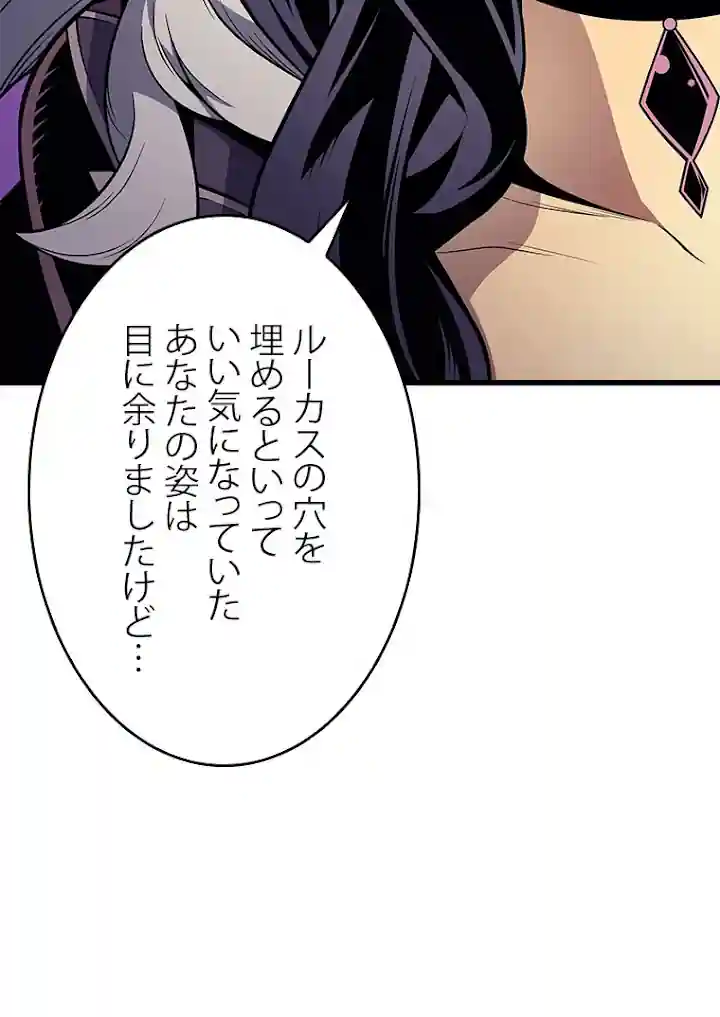 ルーカスの穴を
埋めるといって
いい気になっていた
あなたの姿は
目に余りましたけど…